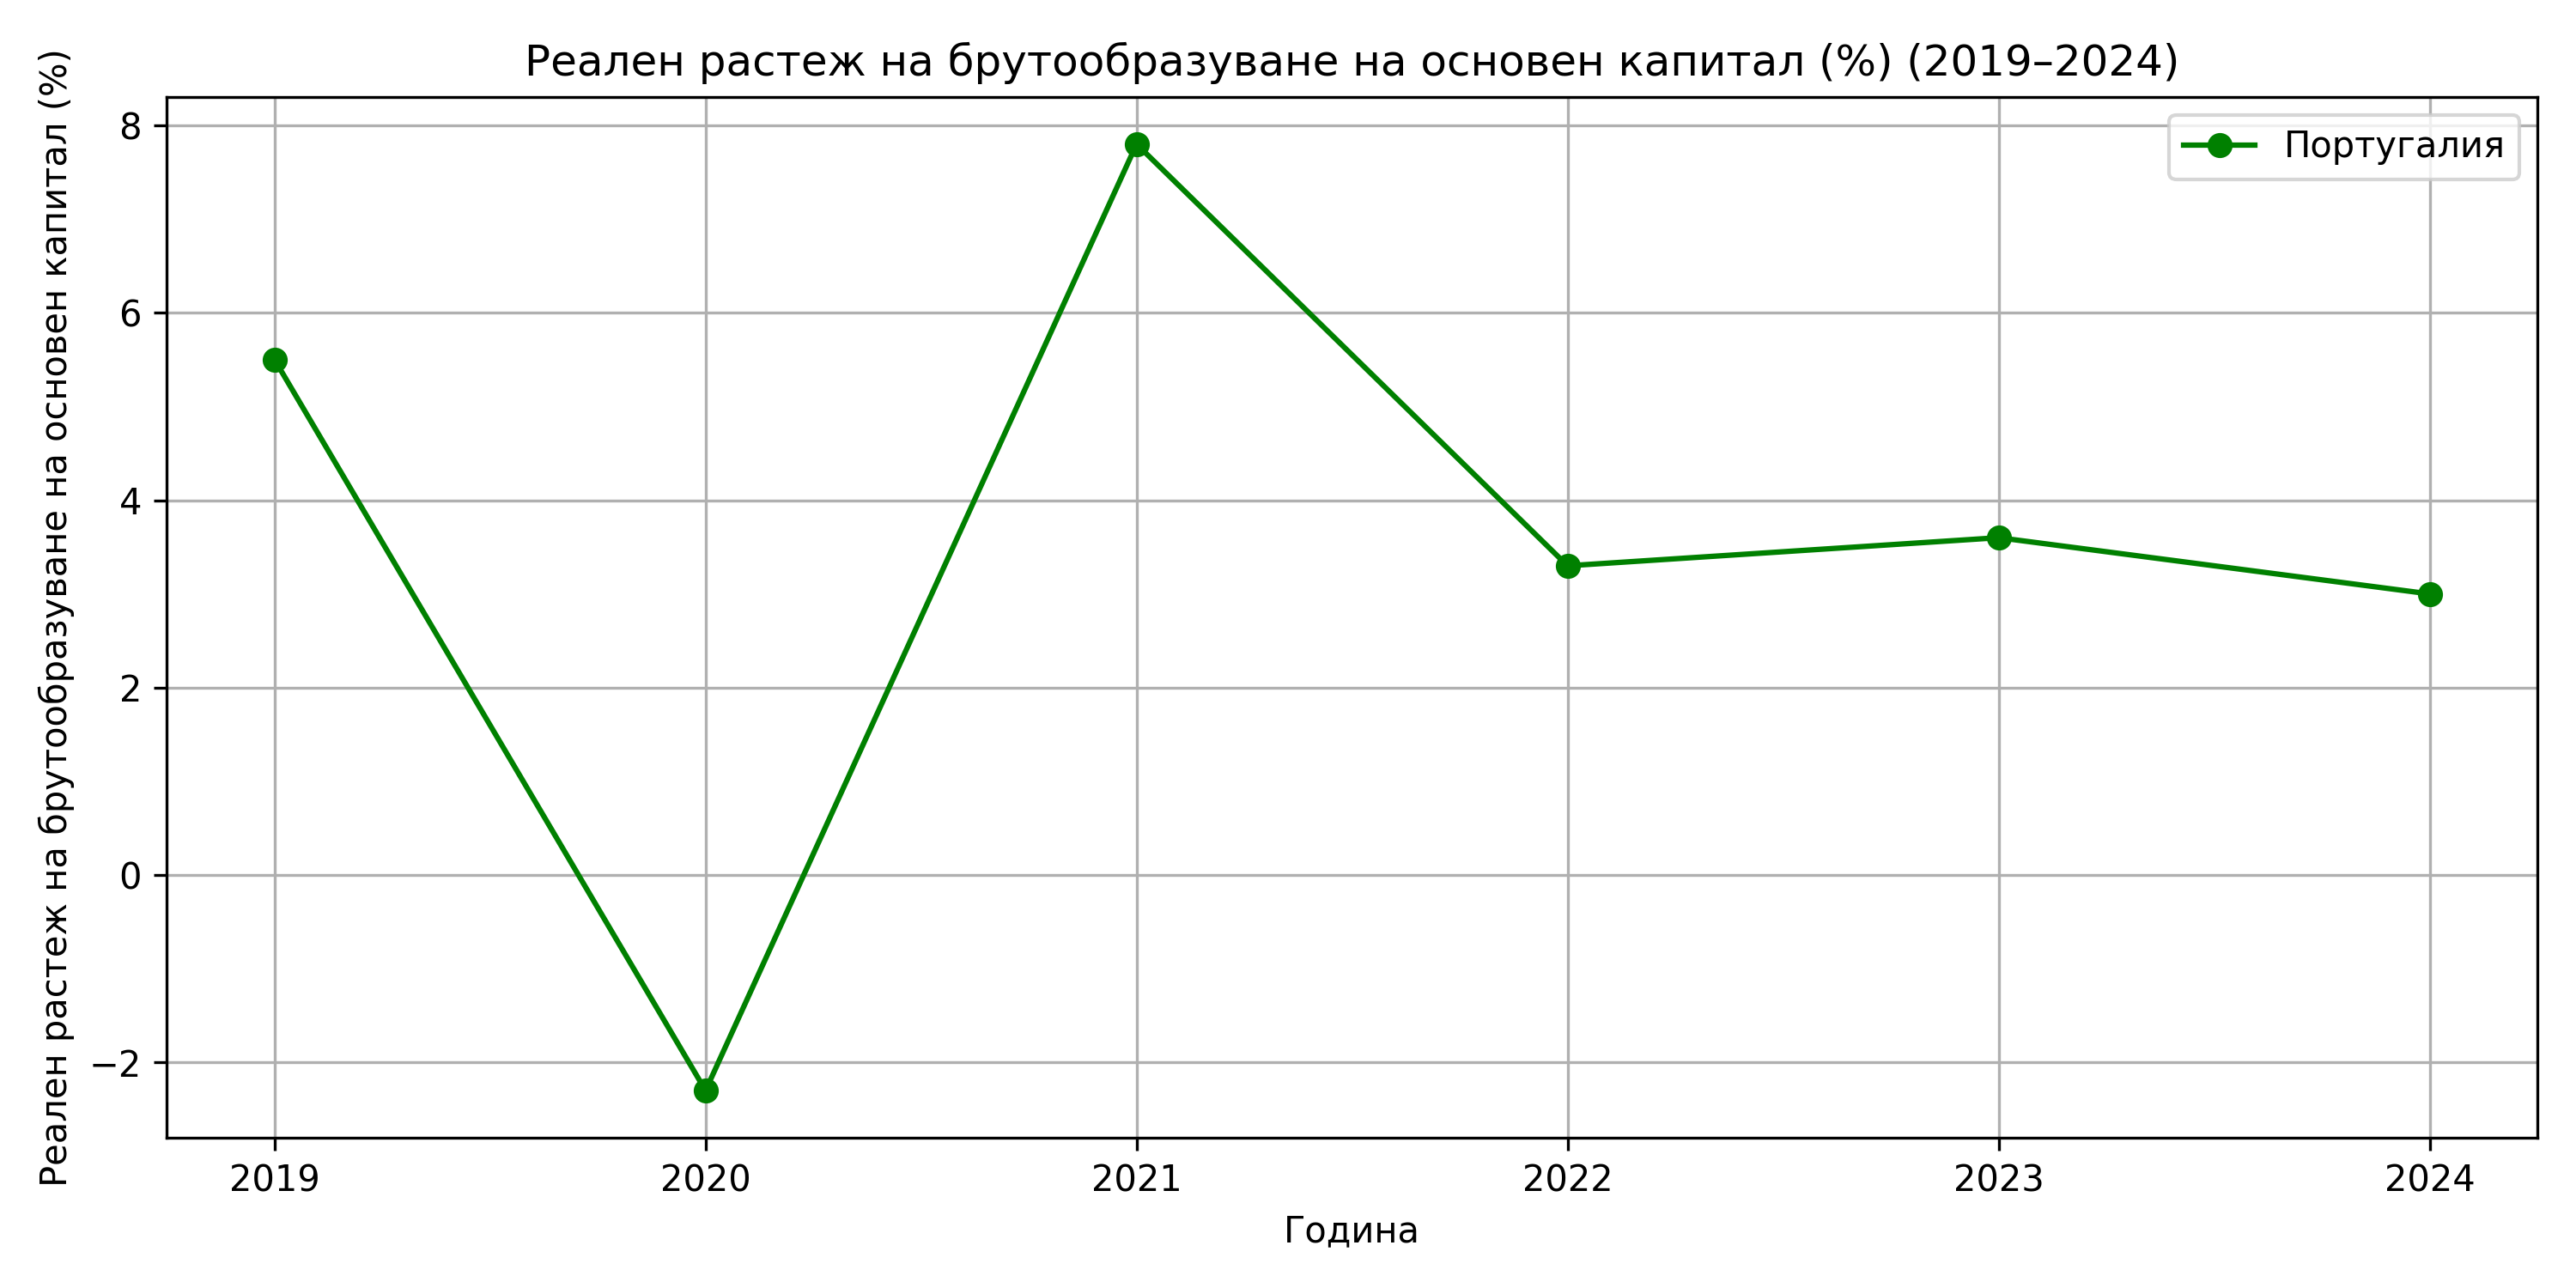 Реален растеж на брутообразуване на основен капитал (%) (2019–2024)
Реален растеж на брутообразуване на основен капитал (%)
Португалия
8
6
4
2
0
−2
2019 2020 2021 2022 2023 2024
Година